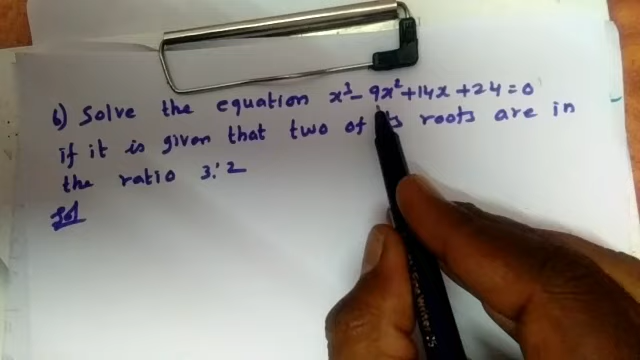 6) Solve the equation x³ - 9x² + 14x + 24 = 0
if it is given that two of roots are in
the ratio 3:2
Sol